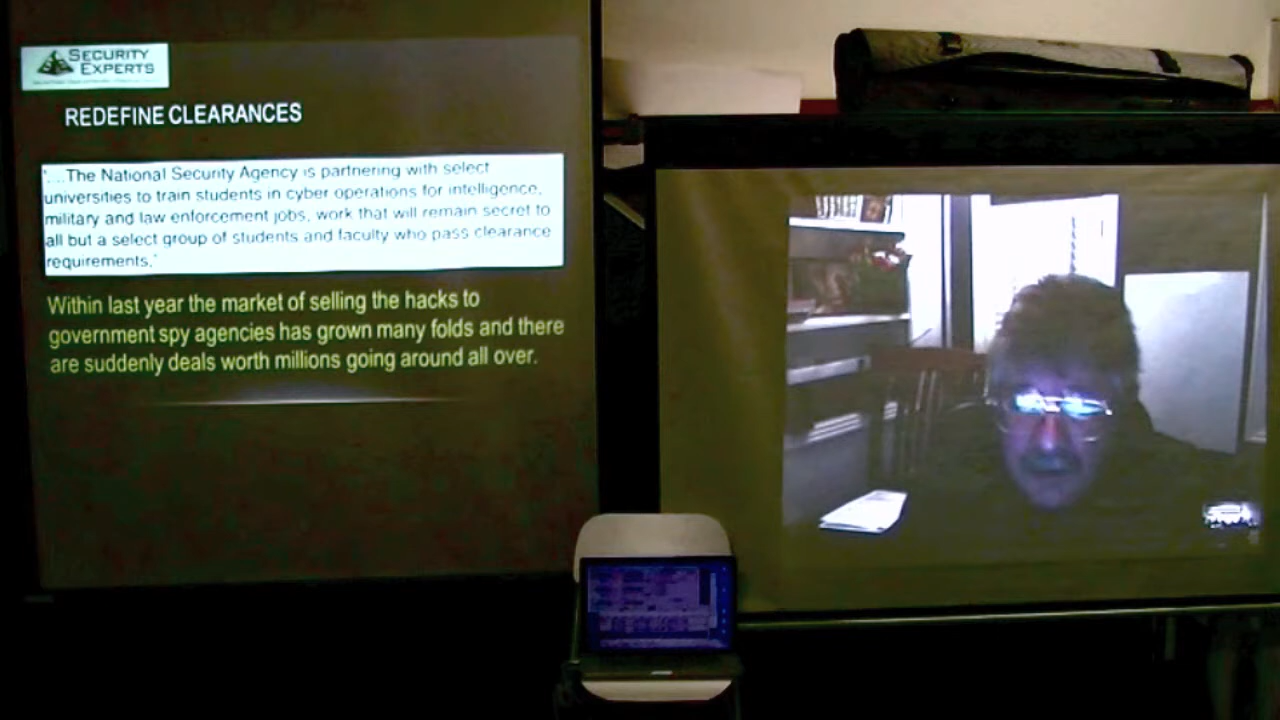 SECURITY
EXPERTS
REDEFINE CLEARANCES
"...The National Security Agency is partnering with select
universities to train students in cyber operations for intelligence,
military and law enforcement jobs, work that will remain secret to
all but a select group of students and faculty who pass clearance
requirements."
Within last year the market of selling the hacks to
government spy agencies has grown many folds and there
are suddenly deals worth millions going around all over.